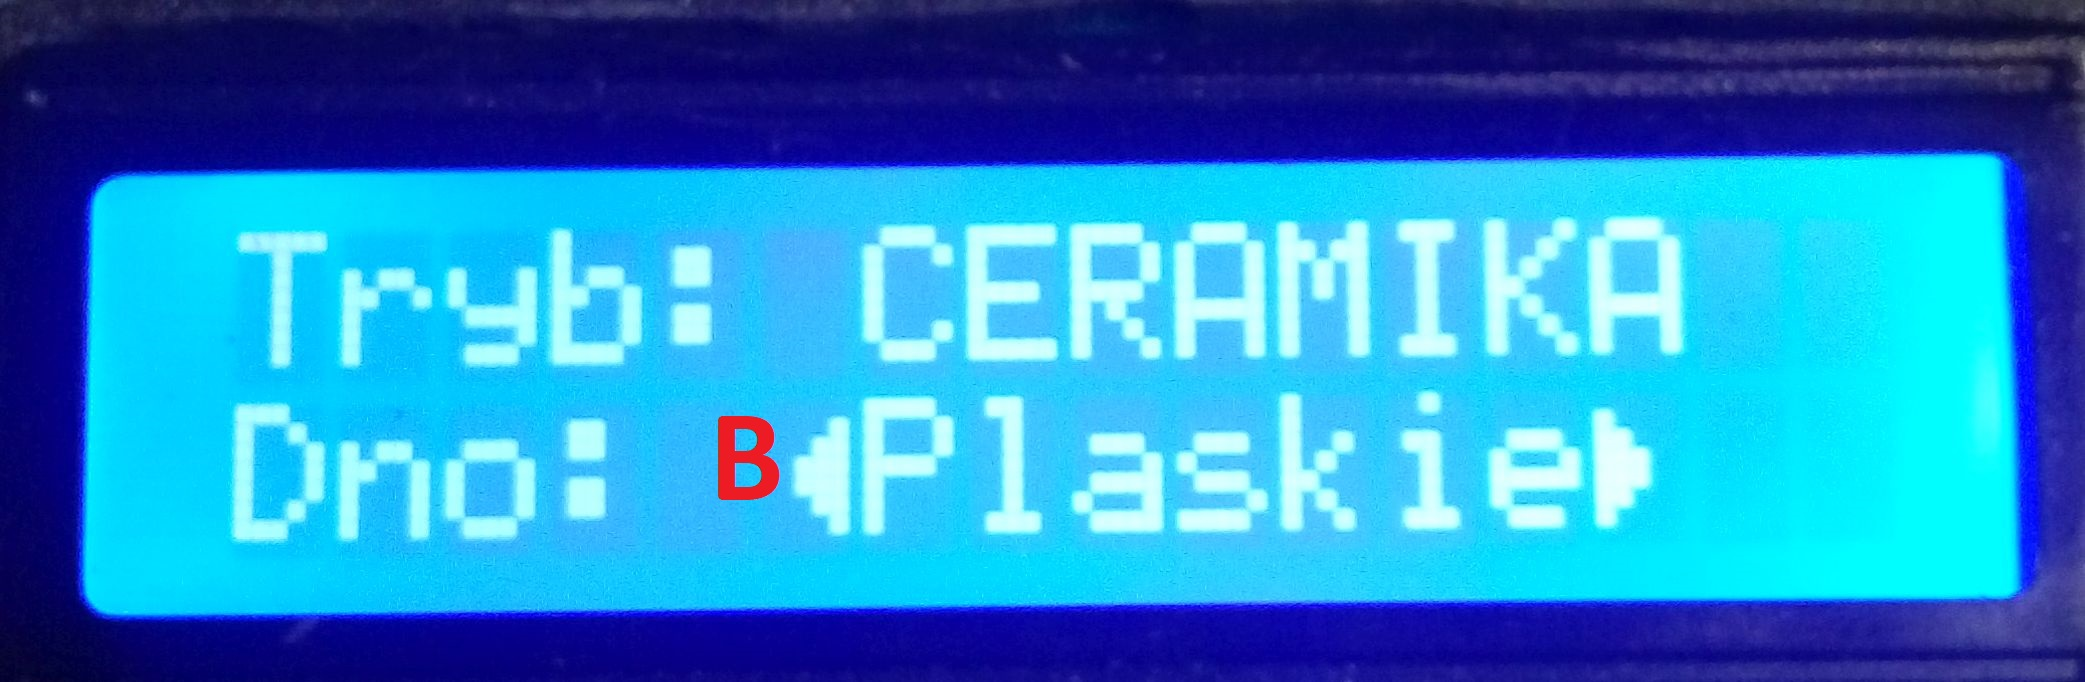 Tryb: CERAMIKA
Dno: B ◀Plaskie▶